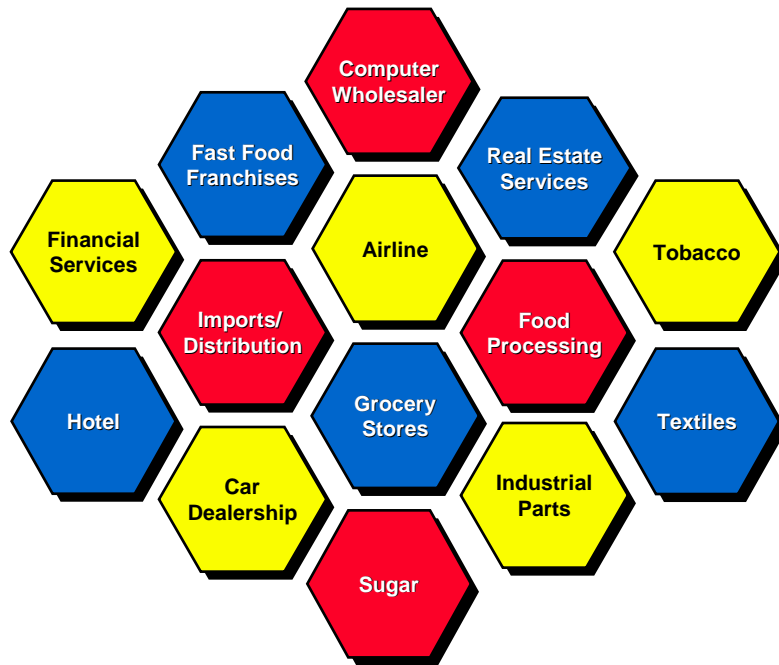 Computer
Wholesaler
Fast Food
Franchises
Real Estate
Services
Financial
Services
Airline
Tobacco
Imports/
Distribution
Food
Processing
Hotel
Grocery
Stores
Textiles
Car
Dealership
Industrial
Parts
Sugar